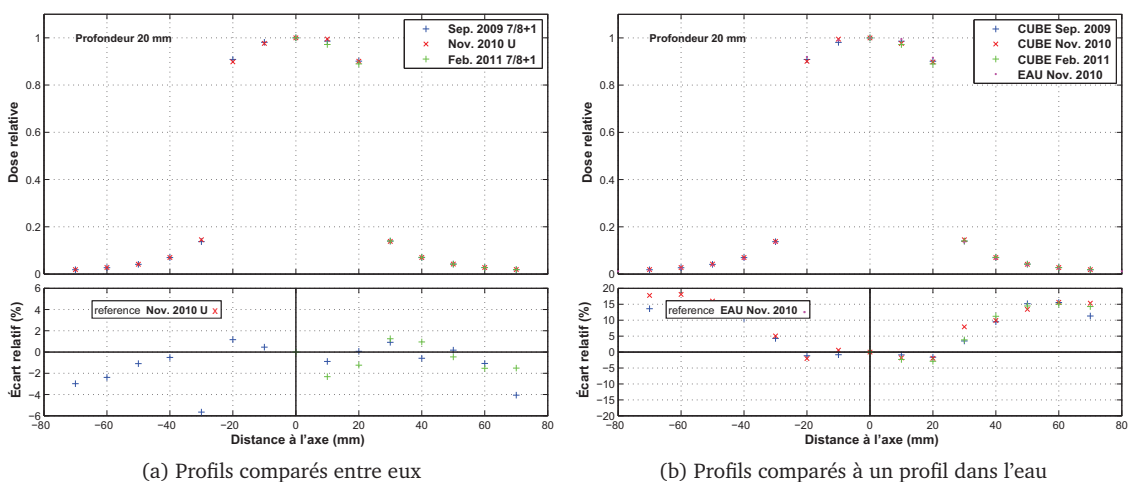 Profondeur 20 mm
Sep. 2009 7/8+1
Nov. 2010 U
Feb. 2011 7/8+1
Dose relative
1
0.8
0.6
0.4
0.2
0
reference Nov. 2010 U
Écart relatif (%)
6
4
2
0
−2
−4
−6
−80 −60 −40 −20 0 20 40 60 80
Distance à l'axe (mm)
(a) Profils comparés entre eux
Profondeur 20 mm
CUBE Sep. 2009
CUBE Nov. 2010
CUBE Feb. 2011
EAU Nov. 2010
Dose relative
1
0.8
0.6
0.4
0.2
0
reference EAU Nov. 2010
Écart relatif (%)
20
15
10
5
0
−5
−10
−15
−20
−80 −60 −40 −20 0 20 40 60 80
Distance à l'axe (mm)
(b) Profils comparés à un profil dans l'eau